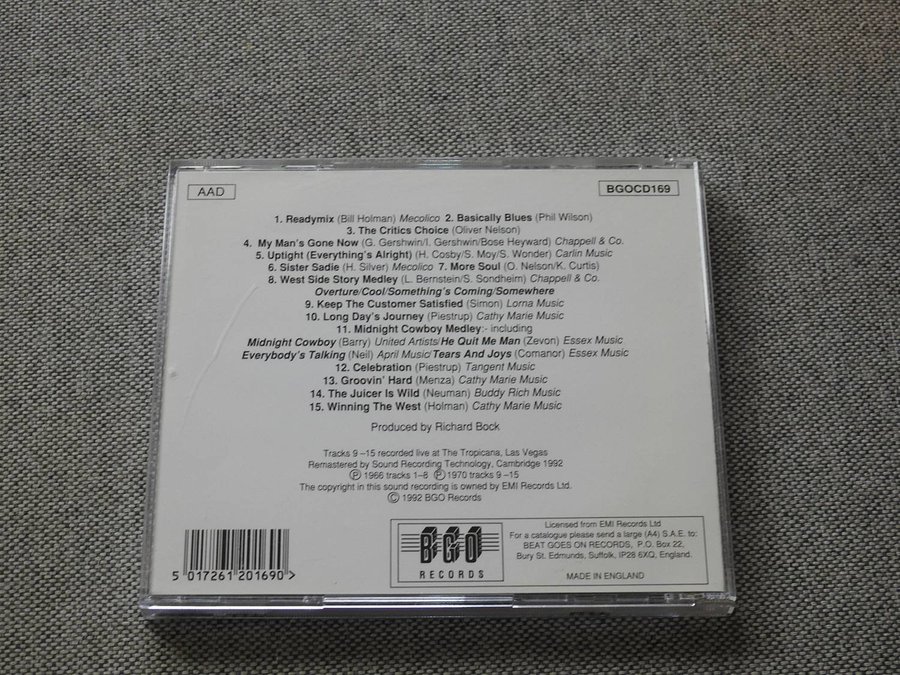 AAD
BGOCD169
1. Readymix (Bill Holman) Mecolico 2. Basically Blues (Phil Wilson)
3. The Critics Choice (Oliver Nelson)
4. My Man's Gone Now (G. Gershwin/I. Gershwin/Bose Heyward) Chappell & Co.
5. Uptight (Everything's Alright) (H. Cosby/S. Moy/S. Wonder) Carlin Music
6. Sister Sadie (H. Silver) Mecolico 7. More Soul (O. Nelson/K. Curtis)
8. West Side Story Medley (L. Bernstein/S. Sondheim) Chappell & Co.
Overture/Cool/Something's Coming/Somewhere
9. Keep The Customer Satisfied (Simon) Lorna Music
10. Long Day's Journey (Piestrup) Cathy Marie Music
11. Midnight Cowboy Medley:- including
Midnight Cowboy (Barry) United Artists/He Quit Me Man (Zevon) Essex Music
Everybody's Talking (Neil) April Music/Tears And Joys (Comanor) Essex Music
12. Celebration (Piestrup) Tangent Music
13. Groovin' Hard (Menza) Cathy Marie Music
14. The Juicer Is Wild (Neuman) Buddy Rich Music
15. Winning The West (Holman) Cathy Marie Music
Produced by Richard Bock
Tracks 9-15 recorded live at The Tropicana, Las Vegas
Remastered by Sound Recording Technology, Cambridge 1992
Ⓟ 1966 tracks 1-8 Ⓟ 1970 tracks 9-15
The copyright in this sound recording is owned by EMI Records Ltd.
© 1992 BGO Records
5 017261 201690 >
BGO
RECORDS
Licensed from EMI Records Ltd
For a catalogue please send a large (A4) S.A.E. to:
BEAT GOES ON RECORDS, P.O. Box 22,
Bury St. Edmunds, Suffolk, IP28 6XQ, England.
MADE IN ENGLAND